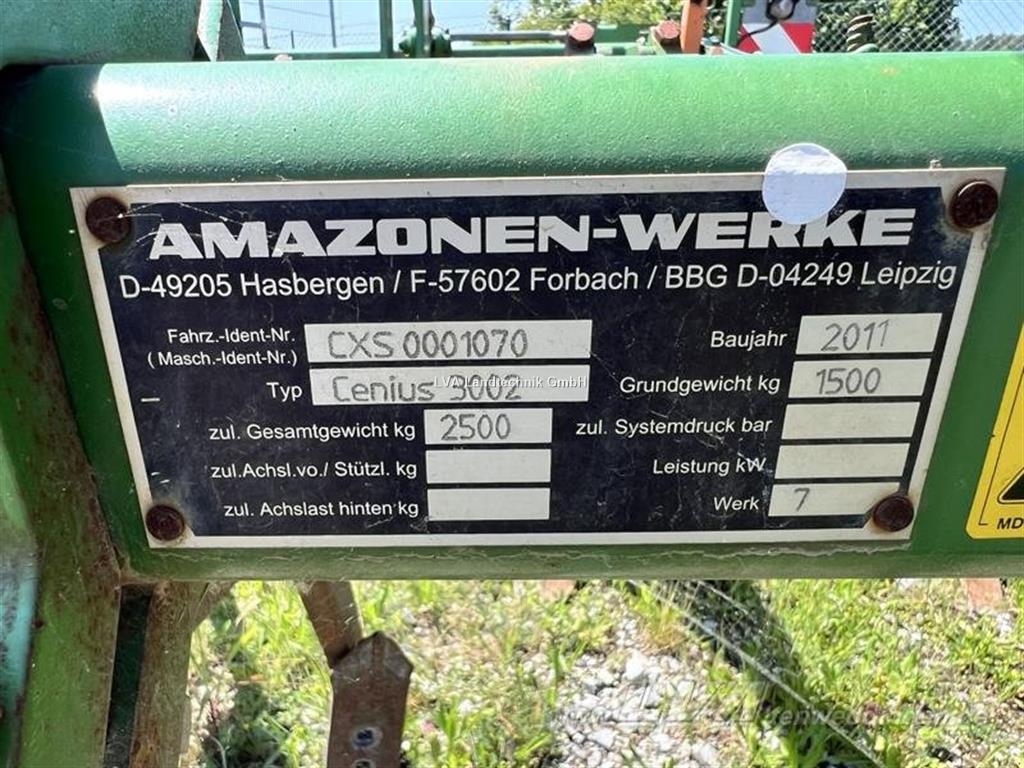 AMAZONEN-WERKE
D-49205 Hasbergen / F-57602 Forbach / BBG D-04249 Leipzig
Fahrz.-Ident-Nr. CXS 0001070 Baujahr 2011
(Masch.-Ident-Nr.)
Typ Cenius 3002 Grundgewicht kg 1500
LVA Landtechnik GmbH
zul. Gesamtgewicht kg 2500 zul. Systemdruck bar
zul.Achsl.vo./ Stützl. kg Leistung kW
zul. Achslast hinten kg Werk 7
MD